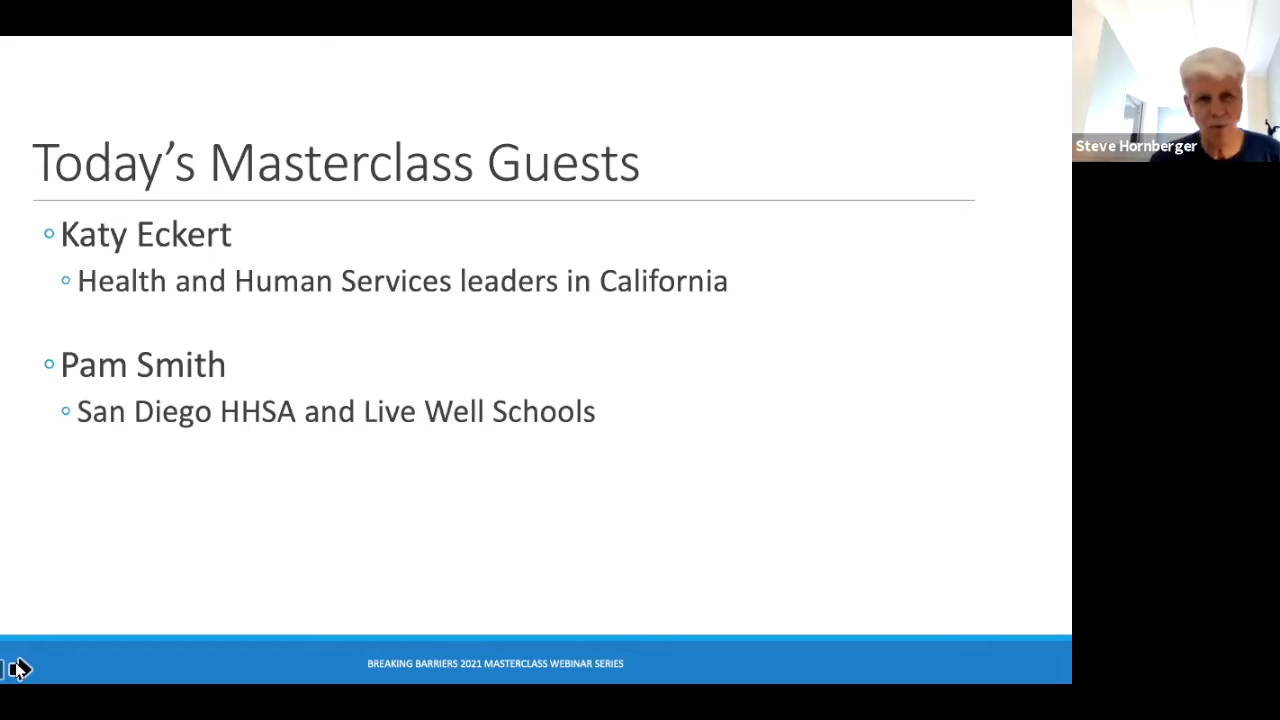 Today’s Masterclass Guests
Katy Eckert
Health and Human Services leaders in California
Pam Smith
San Diego HHSA and Live Well Schools
BREAKING BARRIERS 2021 MASTERCLASS WEBINAR SERIES
Steve Hornberger